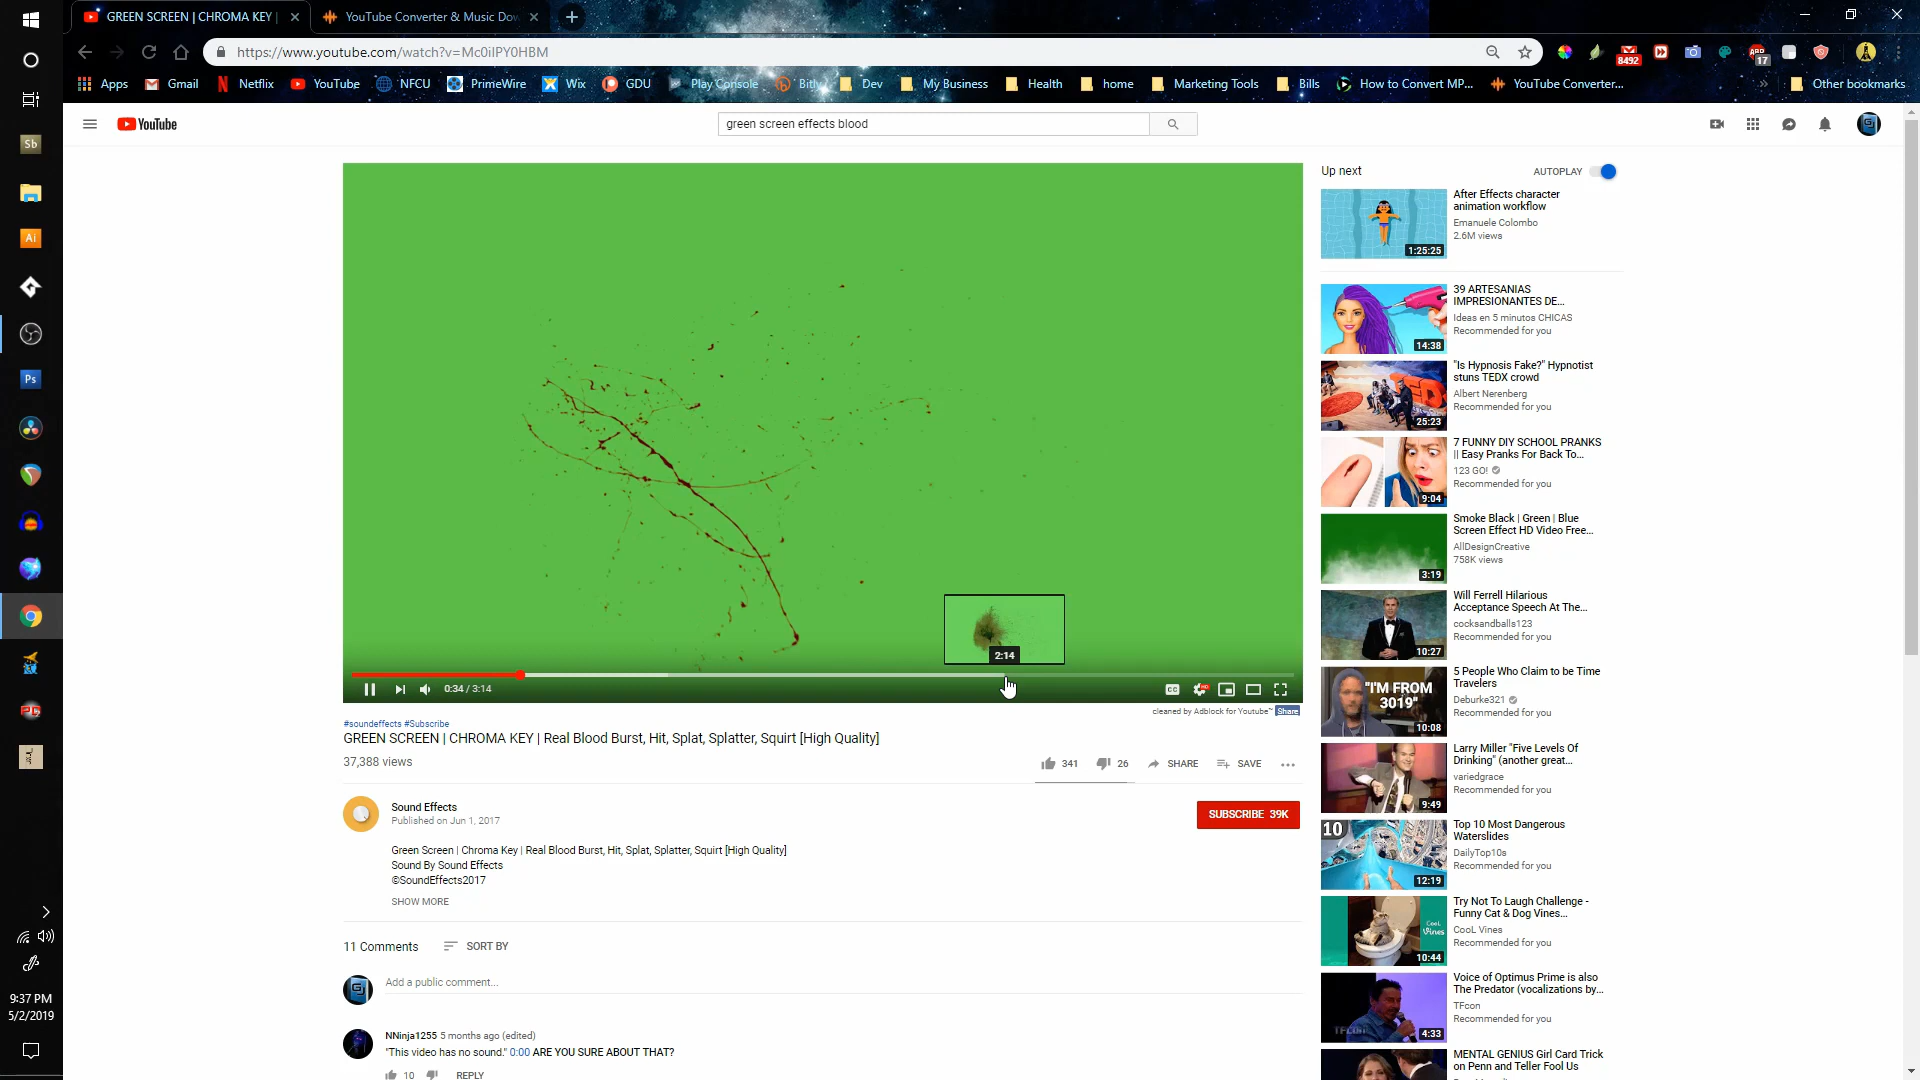 GREEN SCREEN | CHROMA KEY |
YouTube Converter & Music Dow
https://www.youtube.com/watch?v=Mc0ilPY0HBM
8492
17
Apps
Gmail
Netflix
YouTube
NFCU
PrimeWire
Wix
GDU
Play Console
Bitly
Dev
My Business
Health
home
Marketing Tools
Bills
How to Convert MP...
YouTube Converter...
Other bookmarks
YouTube
green screen effects blood
Sb
Ai
Ps
2:14
0:34 / 3:14
CC
cleaned by Adblock for Youtube™ Share
#soundeffects #Subscribe
GREEN SCREEN | CHROMA KEY | Real Blood Burst, Hit, Splat, Splatter, Squirt [High Quality]
37,388 views
341
26
SHARE
SAVE
Sound Effects
Published on Jun 1, 2017
SUBSCRIBE 39K
Green Screen | Chroma Key | Real Blood Burst, Hit, Splat, Splatter, Squirt [High Quality]
Sound By Sound Effects
©SoundEffects2017
SHOW MORE
11 Comments
SORT BY
Add a public comment...
NNinja1255 5 months ago (edited)
"This video has no sound." 0:00 ARE YOU SURE ABOUT THAT?
10
REPLY
Up next
AUTOPLAY
After Effects character
animation workflow
Emanuele Colombo
2.6M views
1:25:25
39 ARTESANIAS
IMPRESIONANTES DE...
Ideas en 5 minutos CHICAS
Recommended for you
14:38
"Is Hypnosis Fake?" Hypnotist
stuns TEDX crowd
Albert Nerenberg
Recommended for you
25:23
7 FUNNY DIY SCHOOL PRANKS
|| Easy Pranks For Back To...
123 GO!
Recommended for you
9:04
Smoke Black | Green | Blue
Screen Effect HD Video Free...
AllDesignCreative
758K views
3:19
Will Ferrell Hilarious
Acceptance Speech At The...
cocksandballs123
Recommended for you
10:27
5 People Who Claim to be Time
Travelers
Deburke321
Recommended for you
"I'M FROM
3019"
10:08
Larry Miller "Five Levels Of
Drinking" (another great...
variedgrace
Recommended for you
9:49
Top 10 Most Dangerous
Waterslides
DailyTop10s
Recommended for you
10
12:19
Try Not To Laugh Challenge -
Funny Cat & Dog Vines...
CooL Vines
Recommended for you
CooL
Vines
10:44
Voice of Optimus Prime is also
The Predator (vocalizations by...
TFcon
Recommended for you
4:33
MENTAL GENIUS Girl Card Trick
on Penn and Teller Fool Us
9:37 PM
5/2/2019